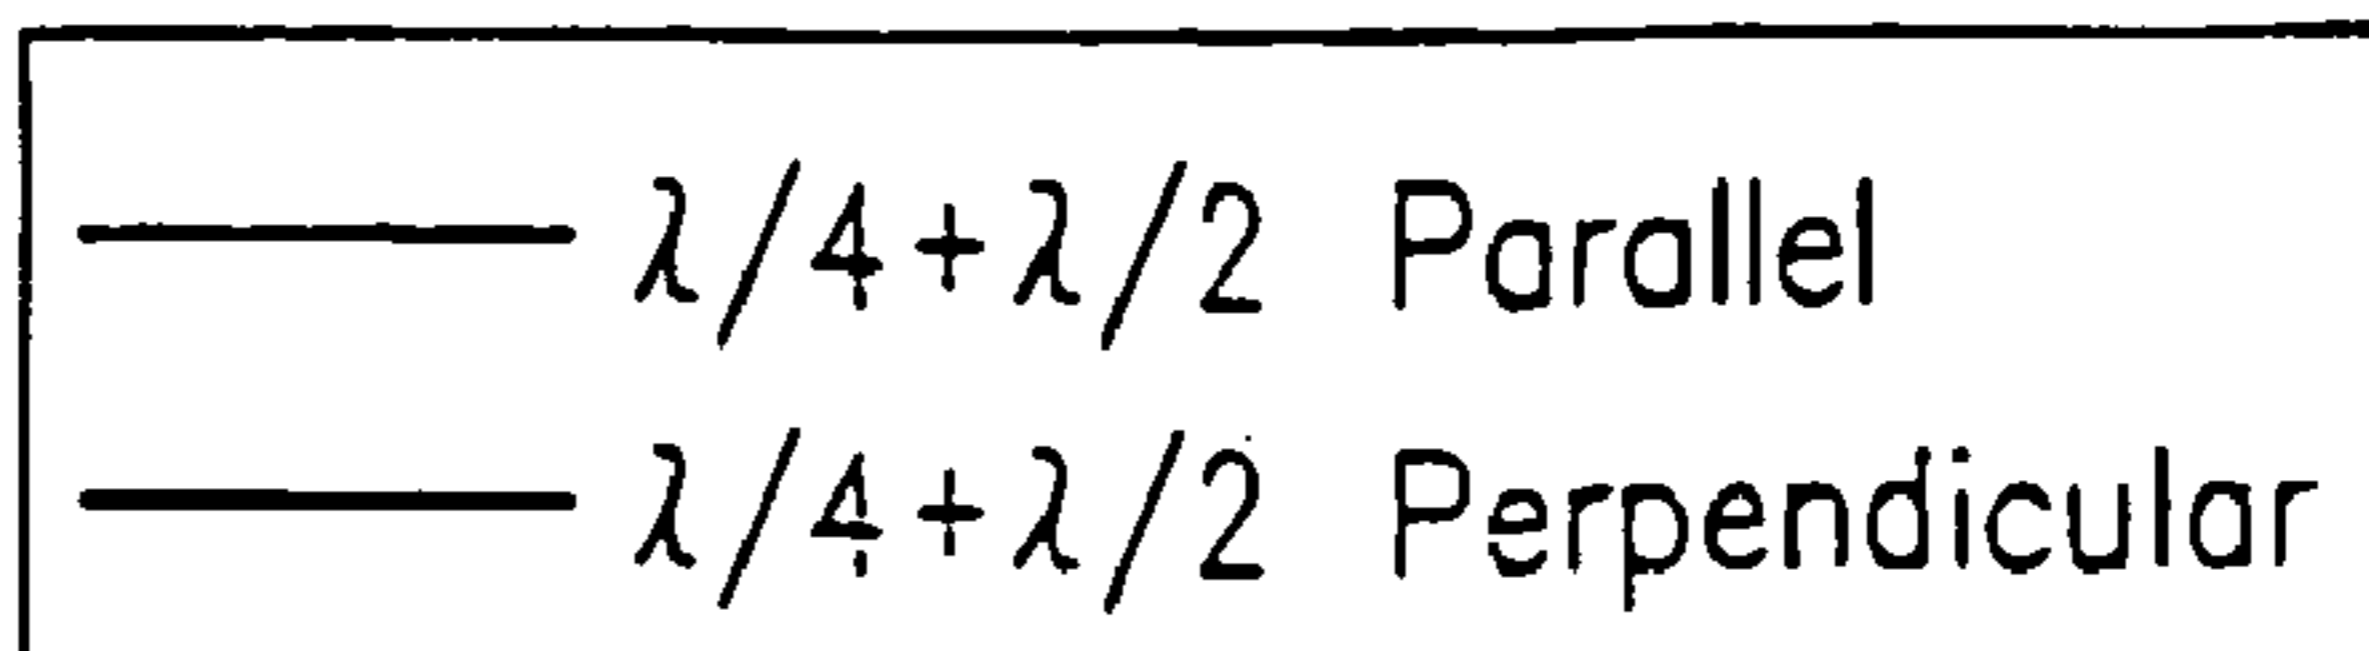 λ/4+λ/2 Parallel
λ/4+λ/2 Perpendicular